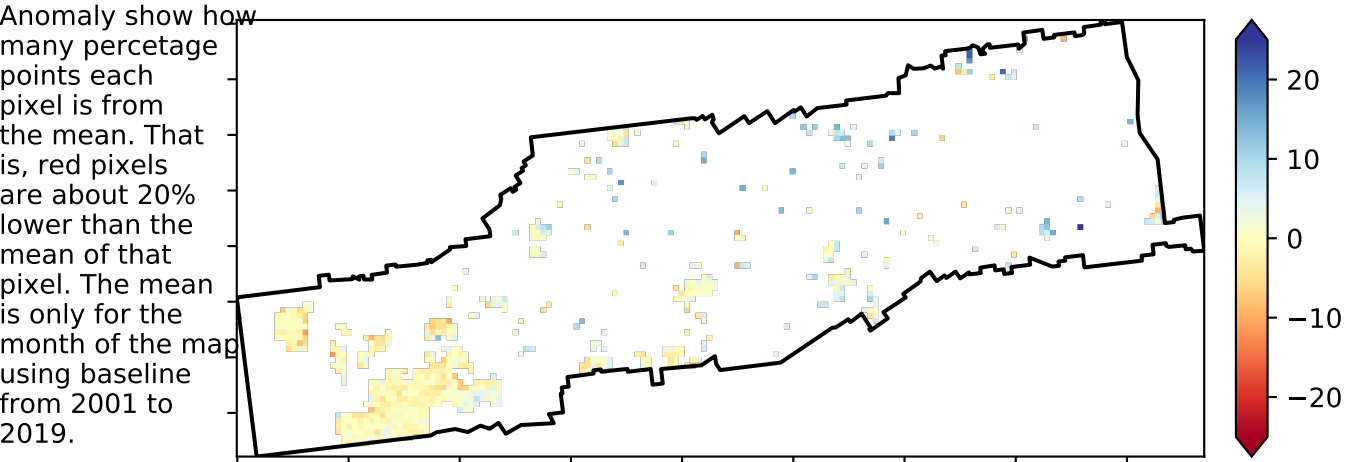 Anomaly show how
many percetage
points each
pixel is from
the mean. That
is, red pixels
are about 20%
lower than the
mean of that
pixel. The mean
is only for the
month of the map
using baseline
from 2001 to
2019.
20
10
0
−10
−20